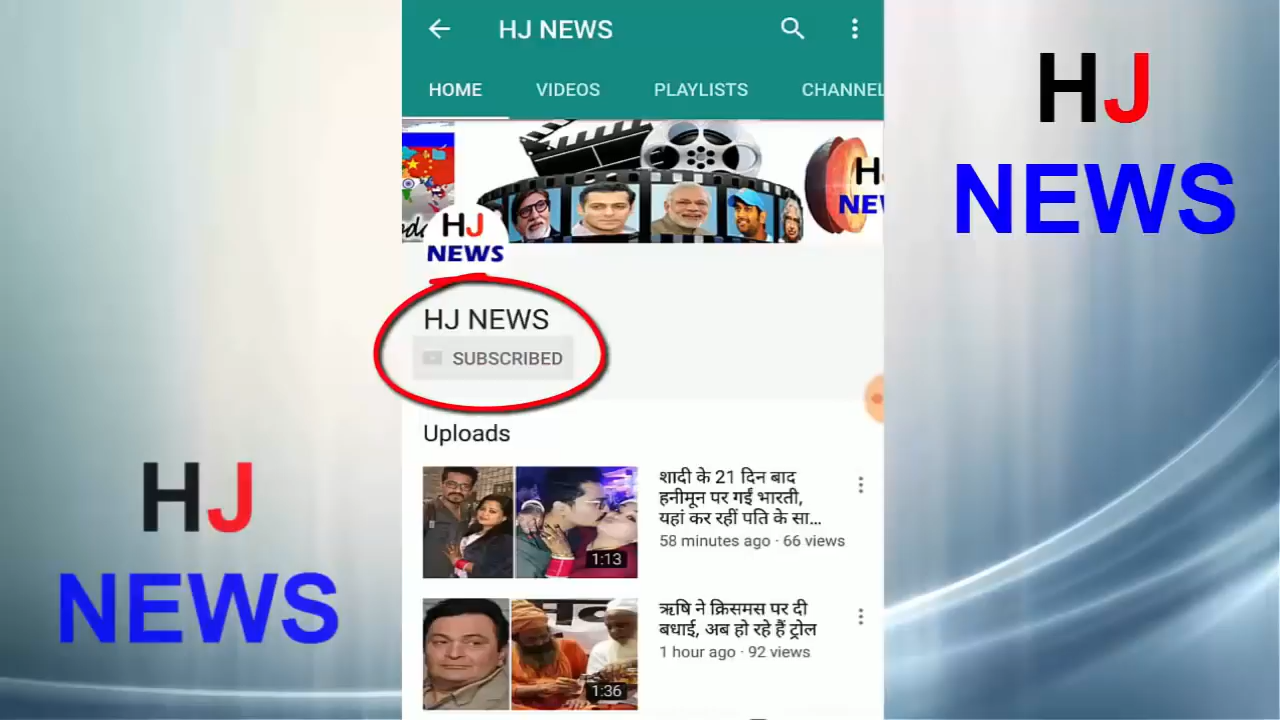 HJ NEWS
HOME
VIDEOS
PLAYLISTS
CHANNEL
HJ
NEWS
HJ
NEWS
NEWS
HJ NEWS
SUBSCRIBED
Uploads
शादी के 21 दिन बाद
हनीमून पर गईं भारती,
यहां कर रहीं पति के सा...
58 minutes ago · 66 views
1:13
ऋषि ने क्रिसमस पर दी
बधाई, अब हो रहे हैं ट्रोल
1 hour ago · 92 views
1:36
HJ
NEWS